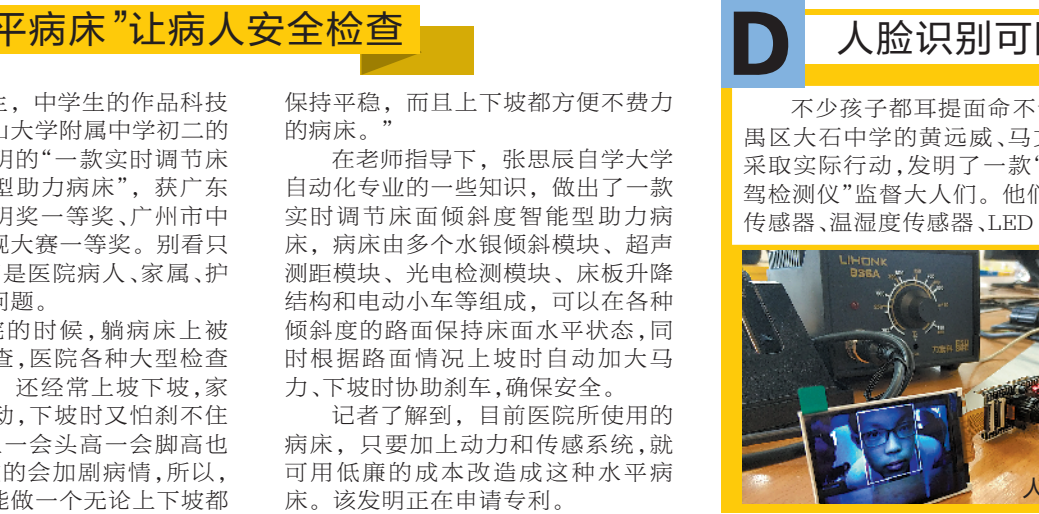 平病床”让病人安全检查
生，中学生的作品科技
山大学附属中学初二的
明的“一款实时调节床
型助力病床”，获广东
明奖一等奖、广州市中
观大赛一等奖。别看只
是医院病人、家属、护
问题。
院的时候，躺病床上被
查，医院各种大型检查
还经常上坡下坡，家
动，下坡时又怕刹不住
一会头高一会脚高也
的会加剧病情，所以，
能做一个无论上下坡都
保持平稳，而且上下坡都方便不费力
的病床。”
在老师指导下，张思辰自学大学
自动化专业的一些知识，做出了一款
实时调节床面倾斜度智能型助力病
床，病床由多个水银倾斜模块、超声
测距模块、光电检测模块、床板升降
结构和电动小车等组成，可以在各种
倾斜度的路面保持床面水平状态，同
时根据路面情况上坡时自动加大马
力、下坡时协助刹车，确保安全。
记者了解到，目前医院所使用的
病床，只要加上动力和传感系统，就
可用低廉的成本改造成这种水平病
床。该发明正在申请专利。
D
人脸识别可
不少孩子都耳提面命不
禺区大石中学的黄远威、马
采取实际行动，发明了一款“
驾检测仪”监督大人们。他们
传感器、温湿度传感器、LED
LIHONK
936A
人